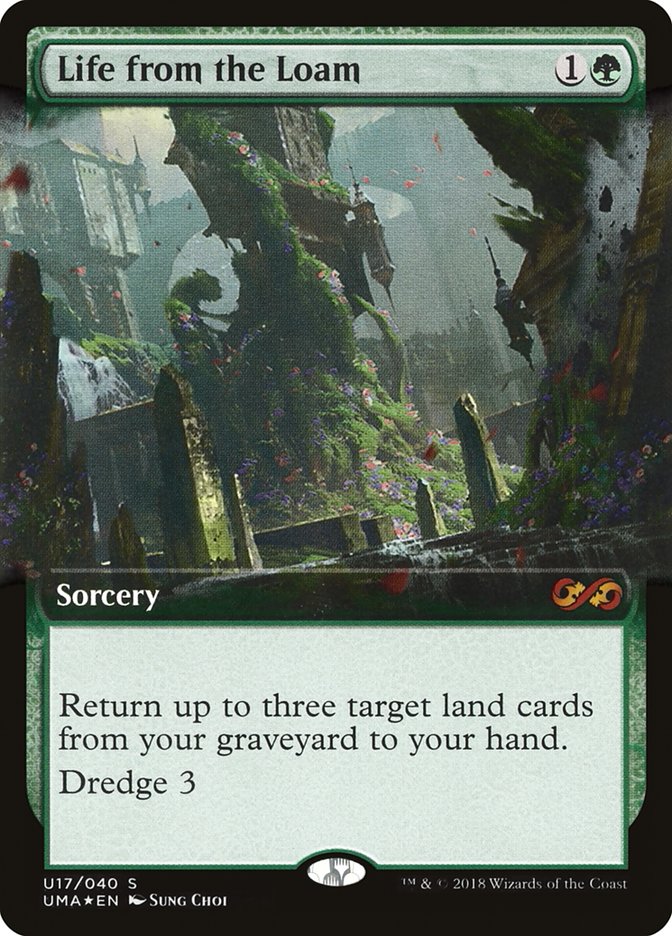 Life from the Loam 1
Sorcery
Return up to three target land cards
from your graveyard to your hand.
Dredge 3
U17/040 S
UMA★EN Sung Choi
™ & © 2018 Wizards of the Coast